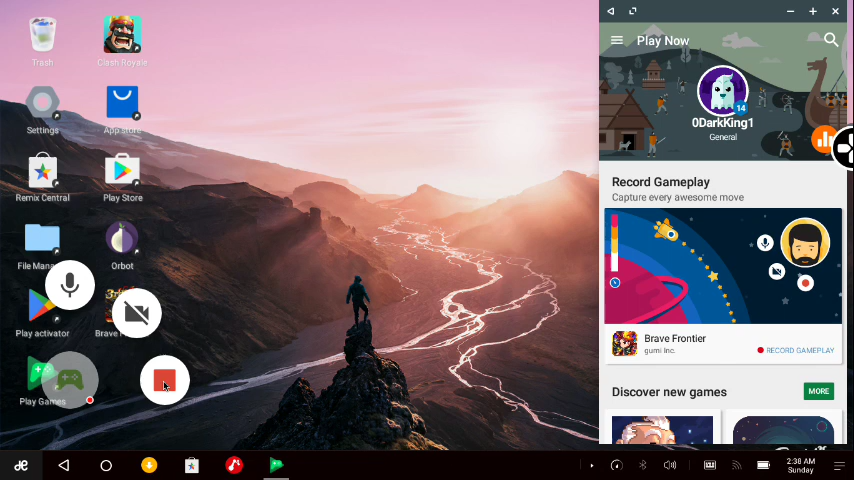 Trash
Clash Royale
Settings
App store
Remix Central
Play Store
File Mana
Orbot
Play activator
Brave F
Play Games
Play Now
14
0DarkKing1
General
Record Gameplay
Capture every awesome move
Brave Frontier
gumi Inc.
RECORD GAMEPLAY
Discover new games
MORE
2:38 AM
Sunday